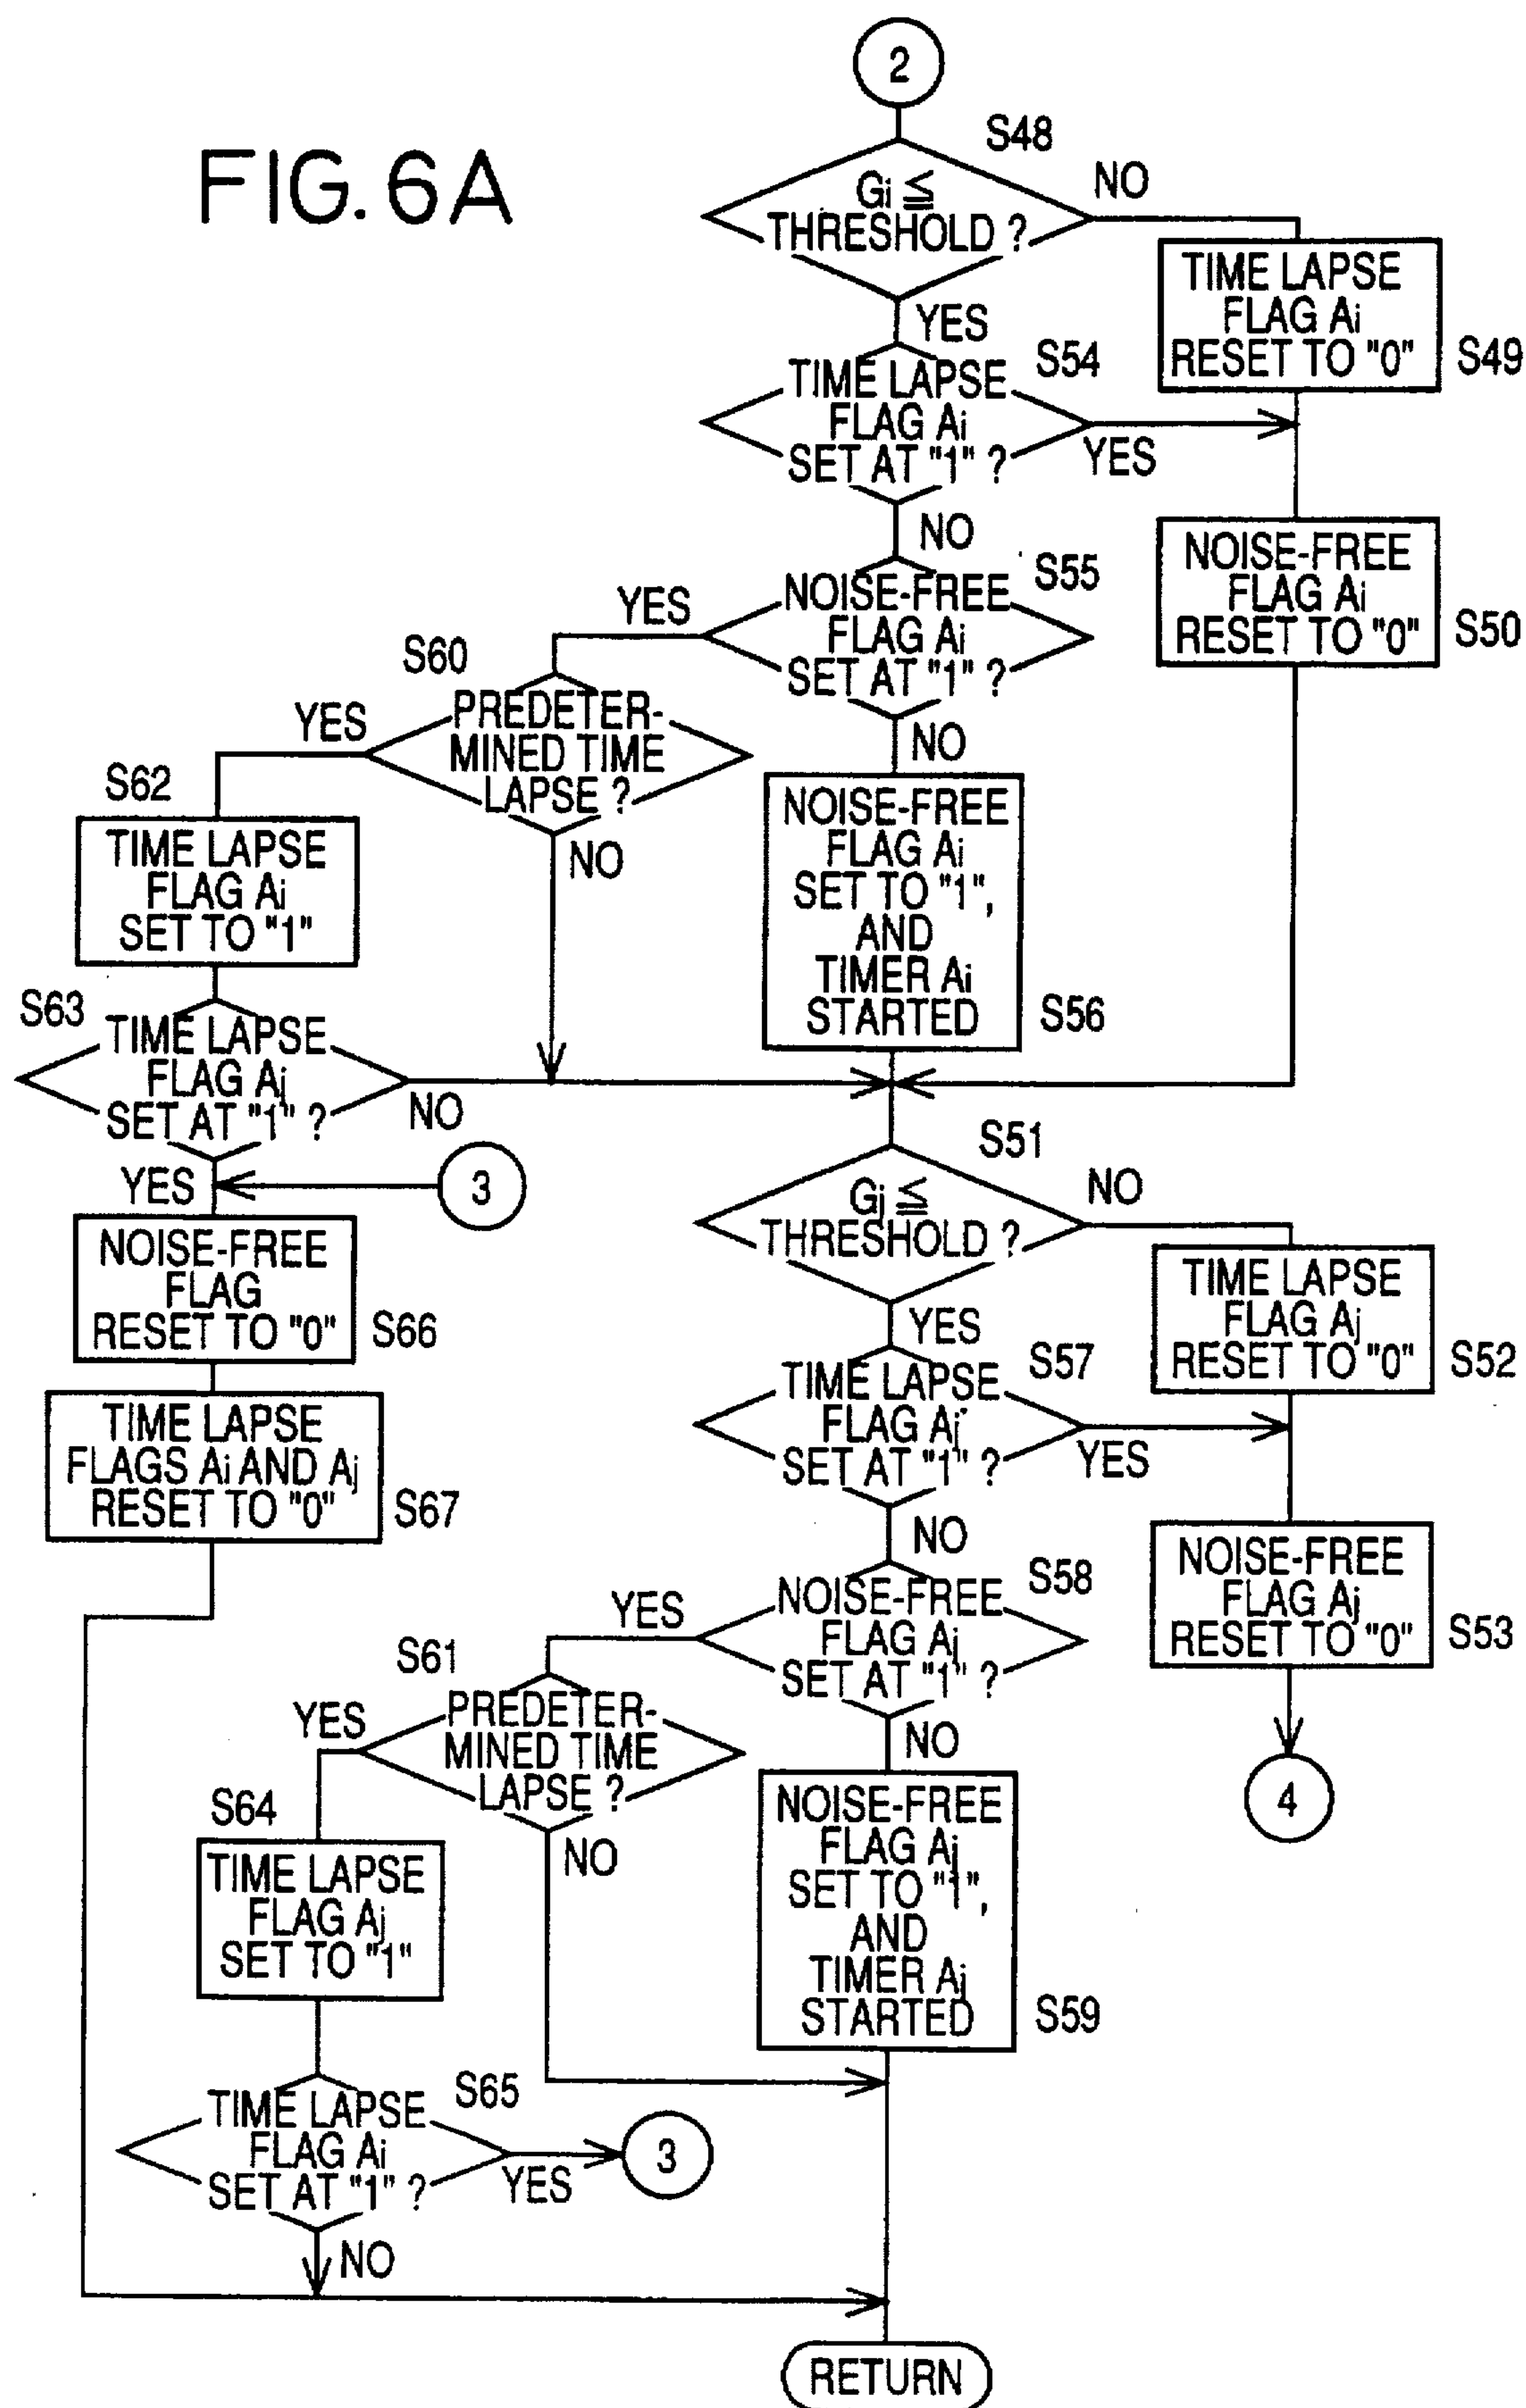 FIG. 6A
2
S48
Gi ≦
THRESHOLD ?
NO
YES
TIME LAPSE
FLAG Ai
RESET TO "0"
S49
S54
TIME LAPSE
FLAG Ai
SET AT "1" ?
YES
NO
NOISE-FREE
FLAG Ai
RESET TO "0"
S50
S55
NOISE-FREE
FLAG Ai
SET AT "1" ?
YES
NO
S60
PREDETER-
MINED TIME
LAPSE ?
YES
NO
S62
TIME LAPSE
FLAG Ai
SET TO "1"
NOISE-FREE
FLAG Ai
SET TO "1",
AND
TIMER Ai
STARTED
S56
S63
TIME LAPSE
FLAG Aj
SET AT "1" ?
NO
YES
3
S51
Gj ≦
THRESHOLD ?
NO
YES
NOISE-FREE
FLAG
RESET TO "0"
S66
TIME LAPSE
FLAG Aj
RESET TO "0"
S52
S57
TIME LAPSE
FLAG Aj
SET AT "1" ?
YES
NO
TIME LAPSE
FLAGS Ai AND Aj
RESET TO "0"
S67
NOISE-FREE
FLAG Aj
RESET TO "0"
S53
4
S58
NOISE-FREE
FLAG Aj
SET AT "1" ?
YES
NO
S61
PREDETER-
MINED TIME
LAPSE ?
YES
NO
S64
TIME LAPSE
FLAG Aj
SET TO "1"
NOISE-FREE
FLAG Aj
SET TO "1",
AND
TIMER Aj
STARTED
S59
S65
TIME LAPSE
FLAG Ai
SET AT "1" ?
YES
3
NO
RETURN